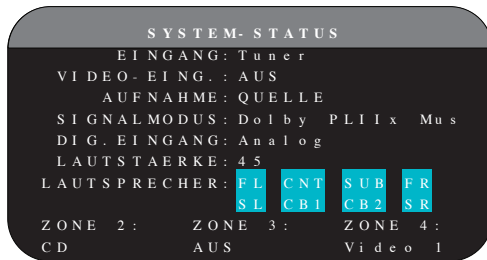 SYSTEM-STATUS
EINGANG: Tuner
VIDEO-EING.: AUS
AUFNAHME: QUELLE
SIGNALMODUS: Dolby PLIIx Mus
DIG.EINGANG: Analog
LAUTSTAERKE: 45
LAUTSPRECHER: FL CNT SUB FR
SL CB1 CB2 SR
ZONE 2: ZONE 3: ZONE 4:
CD AUS Video 1